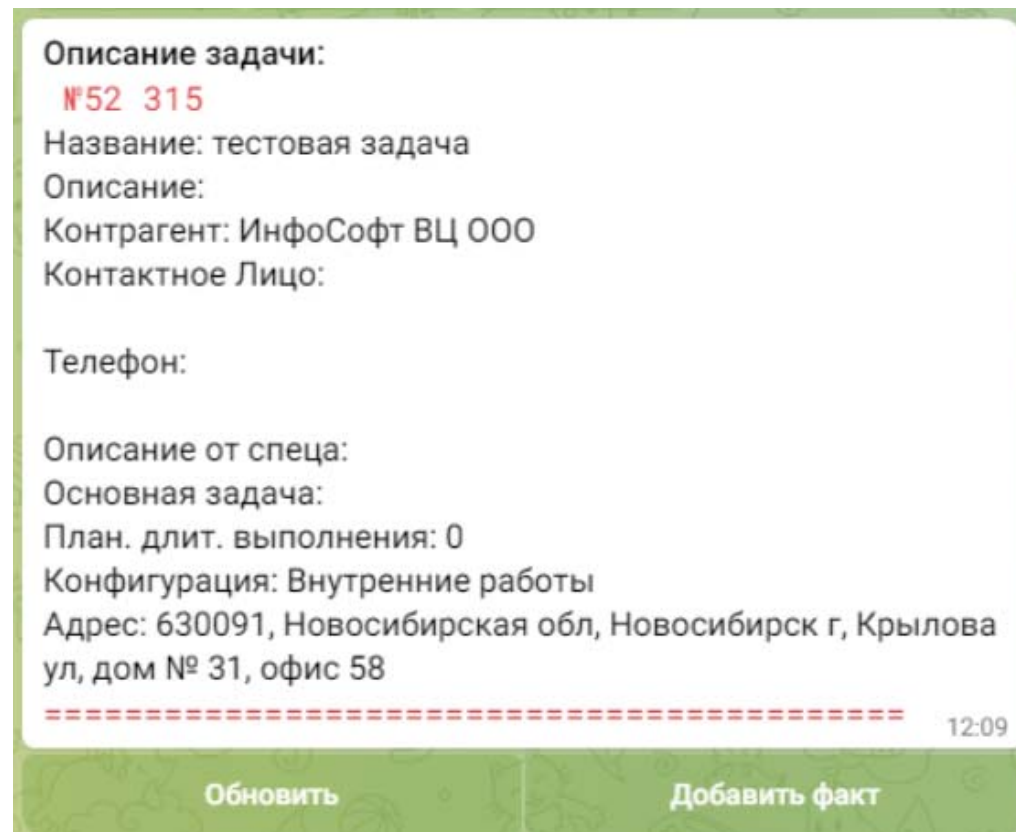 Описание задачи:
№52 315
Название: тестовая задача
Описание:
Контрагент: ИнфоСофт ВЦ ООО
Контактное Лицо:
Телефон:
Описание от спеца:
Основная задача:
План. длит. выполнения: 0
Конфигурация: Внутренние работы
Адрес: 630091, Новосибирская обл, Новосибирск г, Крылова
ул, дом № 31, офис 58
===========================================
12:09
Обновить
Добавить факт